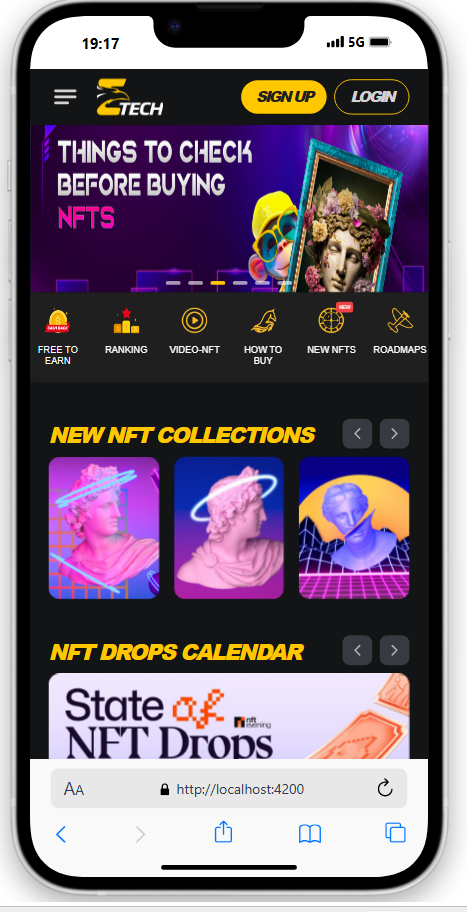 19:17
5G
TECH
SIGN UP
LOGIN
THINGS TO CHECK
BEFORE BUYING
NFTS
CASH BACK
NEW
FREE TO
EARN
RANKING
VIDEO-NFT
HOW TO
BUY
NEW NFTS
ROADMAPS
NEW NFT COLLECTIONS
NFT DROPS CALENDAR
State of
nft
evening
NFT Drops
AA
http://localhost:4200